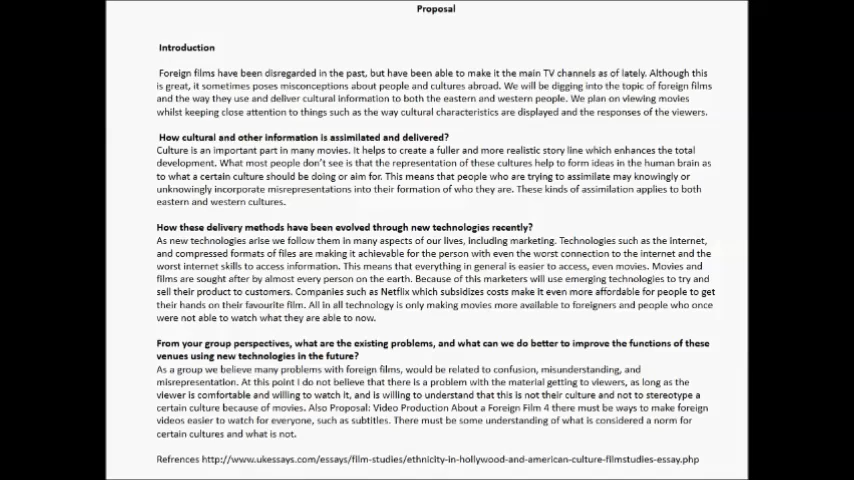 Proposal
Introduction
Foreign films have been disregarded in the past, but have been able to make it the main TV channels as of lately. Although this
is great, it sometimes poses misconceptions about people and cultures abroad. We will be digging into the topic of foreign films
and the way they use and deliver cultural information to both the eastern and western people. We plan on viewing movies
whilst keeping close attention to things such as the way cultural characteristics are displayed and the responses of the viewers.
How cultural and other information is assimilated and delivered?
Culture is an important part in many movies. It helps to create a fuller and more realistic story line which enhances the total
development. What most people don't see is that the representation of these cultures help to form ideas in the human brain as
to what a certain culture should be doing or aim for. This means that people who are trying to assimilate may knowingly or
unknowingly incorporate misrepresentations into their formation of who they are. These kinds of assimilation applies to both
eastern and western cultures.
How these delivery methods have been evolved through new technologies recently?
As new technologies arise we follow them in many aspects of our lives, including marketing. Technologies such as the internet,
and compressed formats of files are making it achievable for the person with even the worst connection to the internet and the
worst internet skills to access information. This means that everything in general is easier to access, even movies. Movies and
films are sought after by almost every person on the earth. Because of this marketers will use emerging technologies to try and
sell their product to customers. Companies such as Netflix which subsidizes costs make it even more affordable for people to get
their hands on their favourite film. All in all technology is only making movies more available to foreigners and people who once
were not able to watch what they are able to now.
From your group perspectives, what are the existing problems, and what can we do better to improve the functions of these
venues using new technologies in the future?
As a group we believe many problems with foreign films, would be related to confusion, misunderstanding, and
misrepresentation. At this point I do not believe that there is a problem with the material getting to viewers, as long as the
viewer is comfortable and willing to watch it, and is willing to understand that this is not their culture and not to stereotype a
certain culture because of movies. Also Proposal: Video Production About a Foreign Film 4 there must be ways to make foreign
videos easier to watch for everyone, such as subtitles. There must be some understanding of what is considered a norm for
certain cultures and what is not.
Refrences http://www.ukessays.com/essays/film-studies/ethnicity-in-hollywood-and-american-culture-filmstudies-essay.php